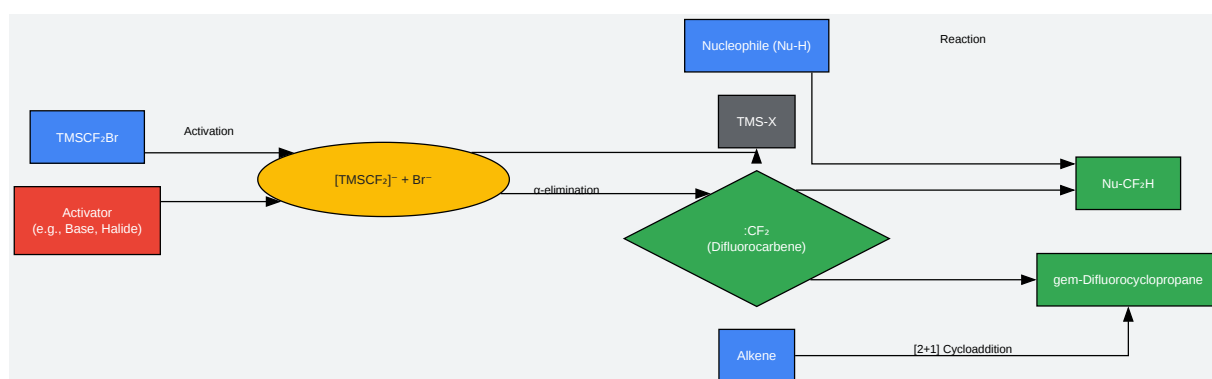 Nucleophile (Nu-H)
Reaction
TMSCF₂Br
Activation
TMS-X
[TMSCF₂]⁻ + Br⁻
Activator
(e.g., Base, Halide)
α-elimination
Nu-CF₂H
:CF₂
(Difluorocarbene)
gem-Difluorocyclopropane
Alkene
[2+1] Cycloaddition